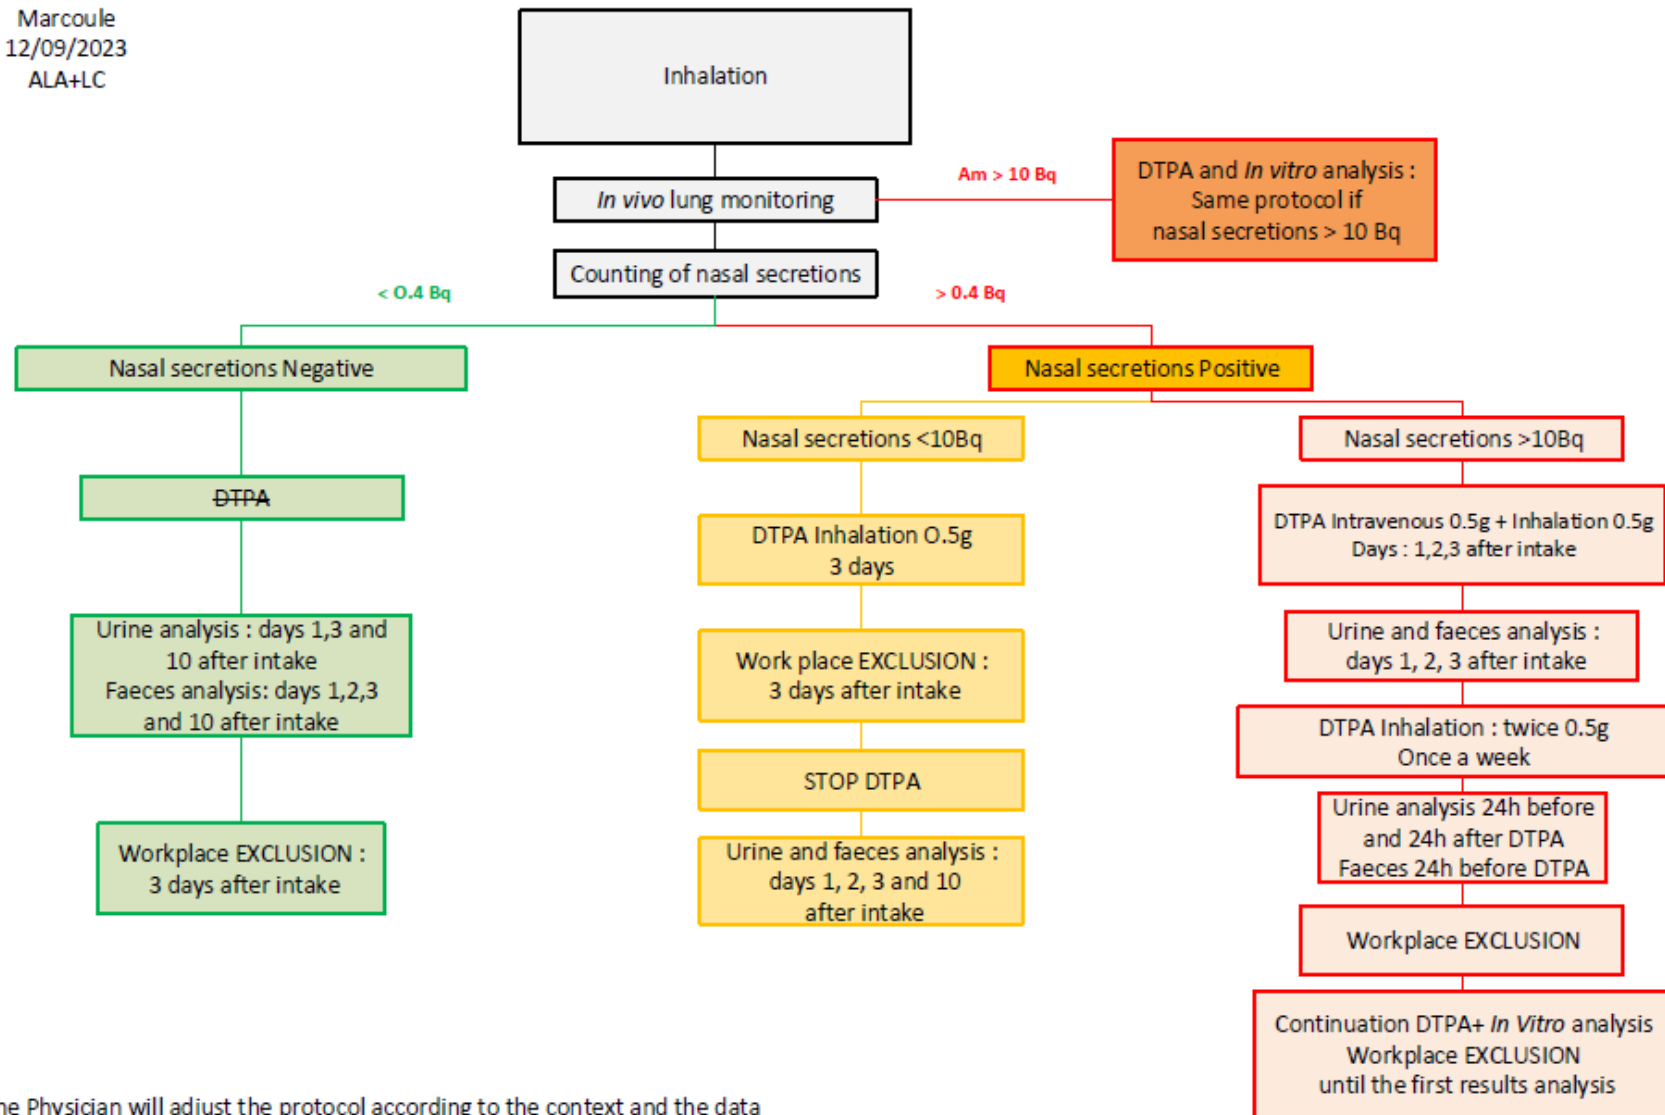 Marcoule
12/09/2023
ALA+LC
Inhalation
In vivo lung monitoring
Am > 10 Bq
DTPA and In vitro analysis :
Same protocol if
nasal secretions > 10 Bq
Counting of nasal secretions
< O.4 Bq
> 0.4 Bq
Nasal secretions Negative
Nasal secretions Positive
Nasal secretions <10Bq
Nasal secretions >10Bq
DTPA
DTPA Inhalation O.5g
3 days
DTPA Intravenous 0.5g + Inhalation 0.5g
Days : 1,2,3 after intake
Urine analysis : days 1,3 and
10 after intake
Faeces analysis: days 1,2,3
and 10 after intake
Work place EXCLUSION :
3 days after intake
Urine and faeces analysis :
days 1, 2, 3 after intake
DTPA Inhalation : twice 0.5g
Once a week
STOP DTPA
Urine analysis 24h before
and 24h after DTPA
Faeces 24h before DTPA
Workplace EXCLUSION :
3 days after intake
Urine and faeces analysis :
days 1, 2, 3 and 10
after intake
Workplace EXCLUSION
Continuation DTPA+ In Vitro analysis
Workplace EXCLUSION
until the first results analysis
Physician will adjust the protocol according to the context and the data